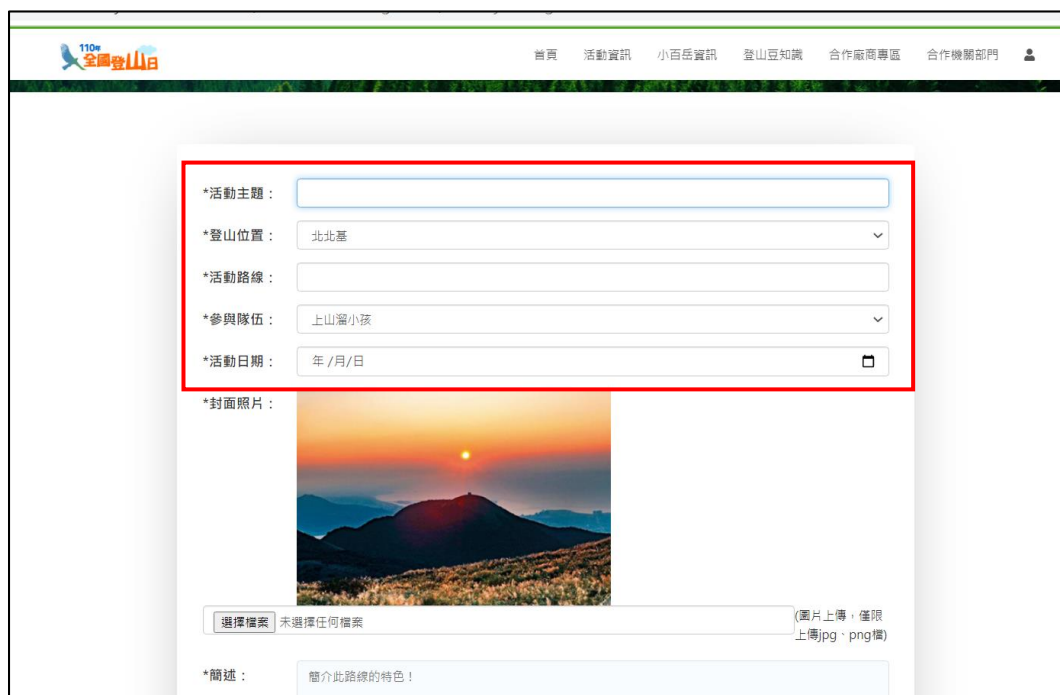 110年
全國登山日
首頁 活動資訊 小百岳資訊 登山豆知識 合作廠商專區 合作機關部門
*活動主題：
*登山位置： 北北基
*活動路線：
*參與隊伍： 上山溜小孩
*活動日期： 年 /月/日
*封面照片：
選擇檔案 未選擇任何檔案
(圖片上傳，僅限
上傳jpg、png檔)
*簡述： 簡介此路線的特色！